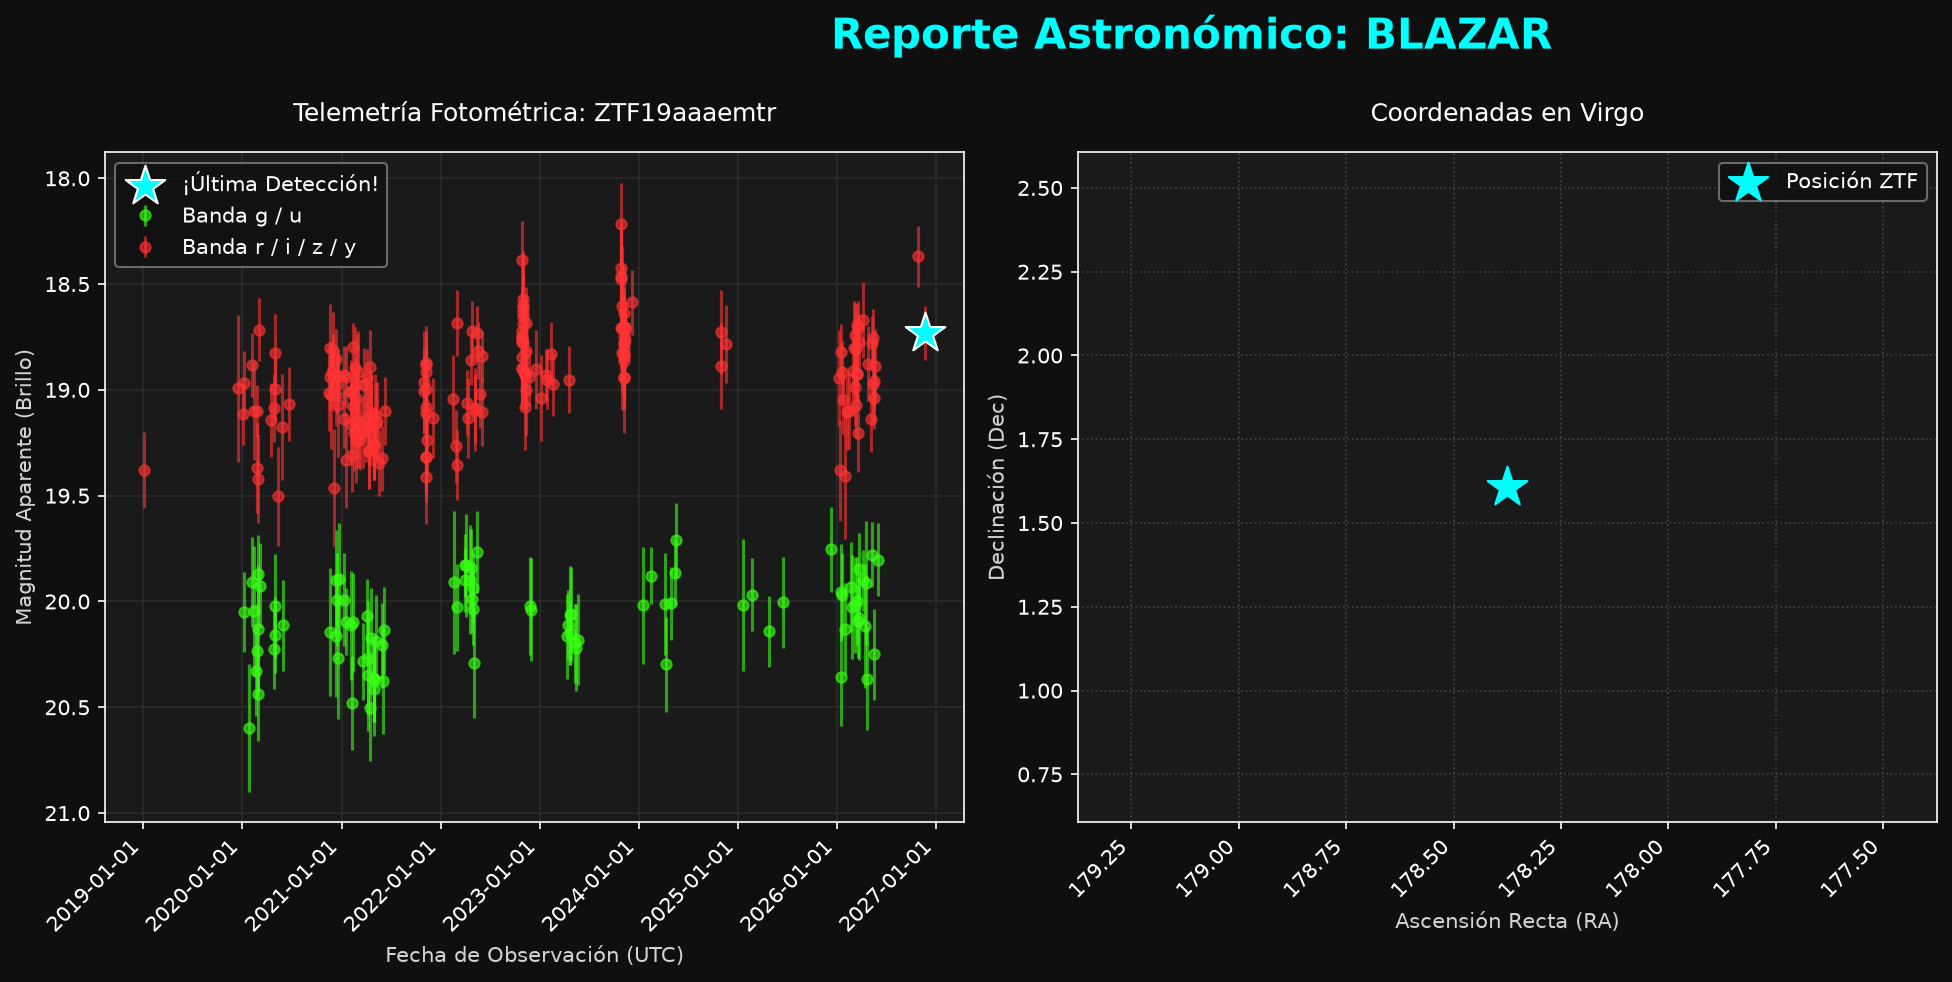 Reporte Astronómico: BLAZAR
Telemetría Fotométrica: ZTF19aaaemtr
¡Última Detección!
Banda g / u
Banda r / i / z / y
Magnitud Aparente (Brillo)
18.0
18.5
19.0
19.5
20.0
20.5
21.0
2019-01-01
2020-01-01
2021-01-01
2022-01-01
2023-01-01
2024-01-01
2025-01-01
2026-01-01
2027-01-01
Fecha de Observación (UTC)
Coordenadas en Virgo
Posición ZTF
Declinación (Dec)
2.50
2.25
2.00
1.75
1.50
1.25
1.00
0.75
179.25
179.00
178.75
178.50
178.25
178.00
177.75
177.50
Ascensión Recta (RA)